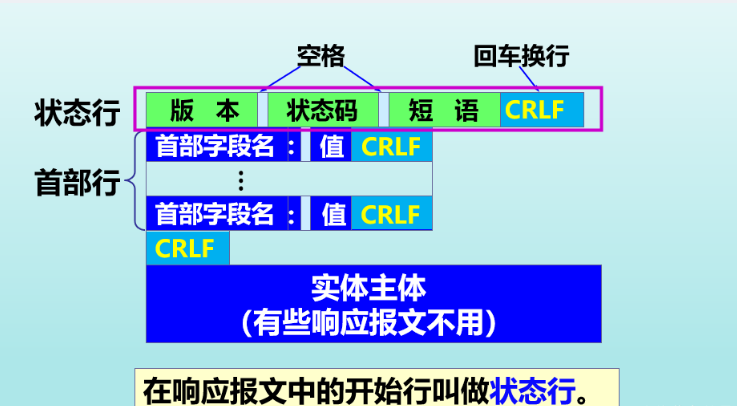 空格 回车换行
状态行 版 本 状态码 短 语 CRLF
首部字段名： 值 CRLF
首部行 ⋮
首部字段名： 值 CRLF
CRLF
实体主体
（有些响应报文不用）
在响应报文中的开始行叫做状态行。